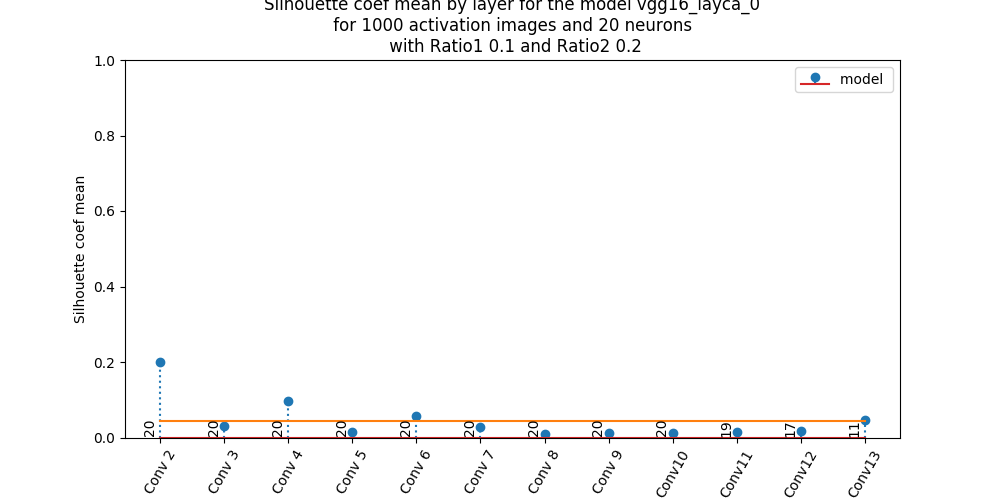 Silhouette coef mean by layer for the model vgg16_layca_0
for 1000 activation images and 20 neurons
with Ratio1 0.1 and Ratio2 0.2
model
Silhouette coef mean
1.0
0.8
0.6
0.4
0.2
0.0
20
20
20
20
20
20
20
20
20
19
17
11
Conv 2
Conv 3
Conv 4
Conv 5
Conv 6
Conv 7
Conv 8
Conv 9
Conv10
Conv11
Conv12
Conv13